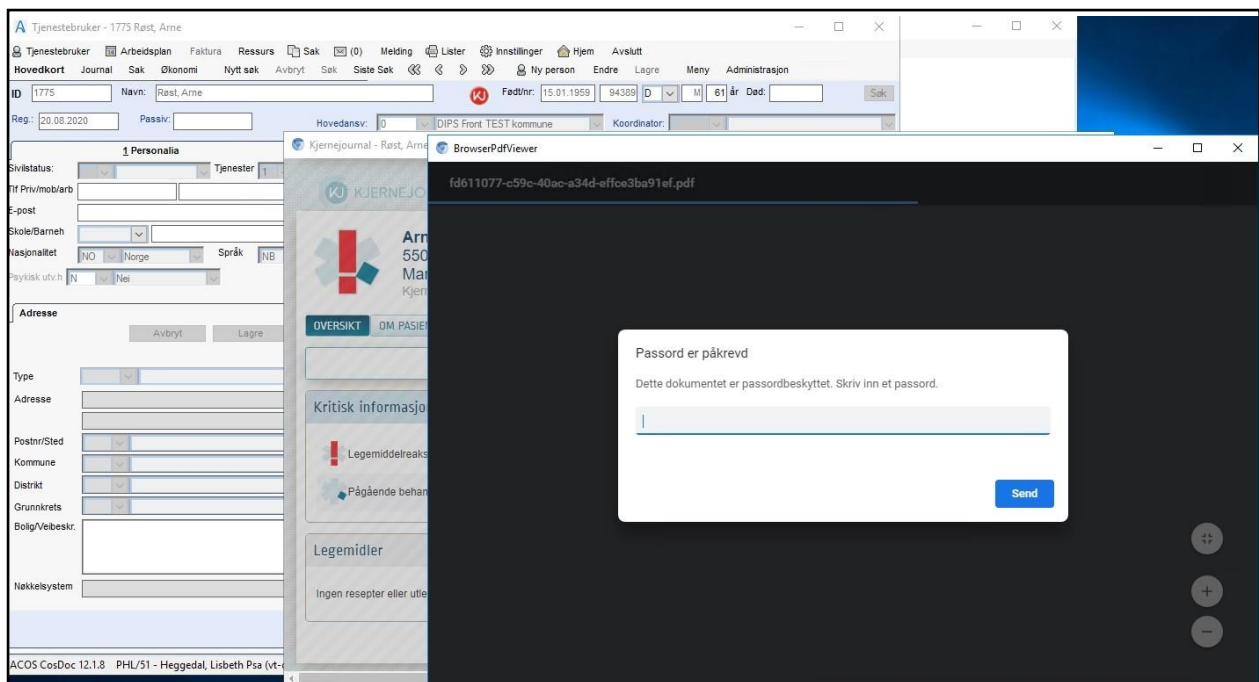 Tjenestebruker - 1775 Røst, Arne
Tjenestebruker Arbeidsplan Faktura Ressurs Sak (0) Melding Lister Innstillinger Hjem Avslutt
Hovedkort Journal Sak Økonomi Nytt søk Avbryt Søk Siste Søk Ny person Endre Lagre Meny Administrasjon
ID 1775 Navn: Røst, Arne KJ Født/nr: 15.01.1959 94389 D M 61 år Død: Søk
Reg.: 20.08.2020 Passiv: Hovedansv: 0 DIPS Front TEST kommune Koordinator:
1 Personalia
Sivilstatus: Tjenester 1
Tlf Priv/mob/arb
E-post
Skole/Barneh
Nasjonalitet NO Norge Språk NB
Psykisk utv.h N Nei
Adresse
Avbryt Lagre
Type
Adresse
Postnr/Sted
Kommune
Distrikt
Grunnkrets
Bolig/Veibeskr.
Nøkkelsystem
ACOS CosDoc 12.1.8 PHL/51 - Heggedal, Lisbeth Psa (vt-
Kjernejournal - Røst, Arne
KJ KJERNEJO
Arn
550
Mar
Kjern
OVERSIKT OM PASIEN
Kritisk informasjo
Legemiddelreaks
Pågående behan
Legemidler
Ingen resepter eller utle
BrowserPdfViewer
fd611077-c59c-40ac-a34d-effce3ba91ef.pdf
Passord er påkrevd
Dette dokumentet er passordbeskyttet. Skriv inn et passord.
Send